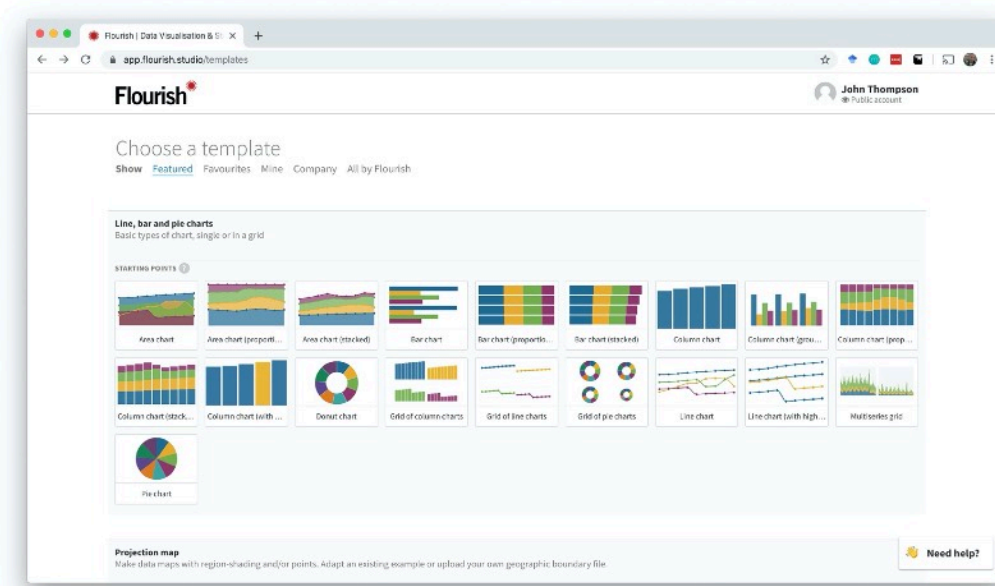 Flourish | Data Visualisation & St
app.flourish.studio/templates
Flourish
John Thompson
Public account
Choose a template
Show Featured Favourites Mine Company All by Flourish
Line, bar and pie charts
Basic types of chart, single or in a grid
STARTING POINTS ?
Area chart
Area chart (proporti...
Area chart (stacked)
Bar chart
Bar chart (proportio...
Bar chart (stacked)
Column chart
Column chart (grou...
Column chart (prop...
Column chart (stack...
Column chart (with ...
Donut chart
Grid of column charts
Grid of line charts
Grid of pie charts
Line chart
Line chart (with high...
Multiseries grid
Pie chart
Projection map
Make data maps with region-shading and/or points. Adapt an existing example or upload your own geographic boundary file
Need help?